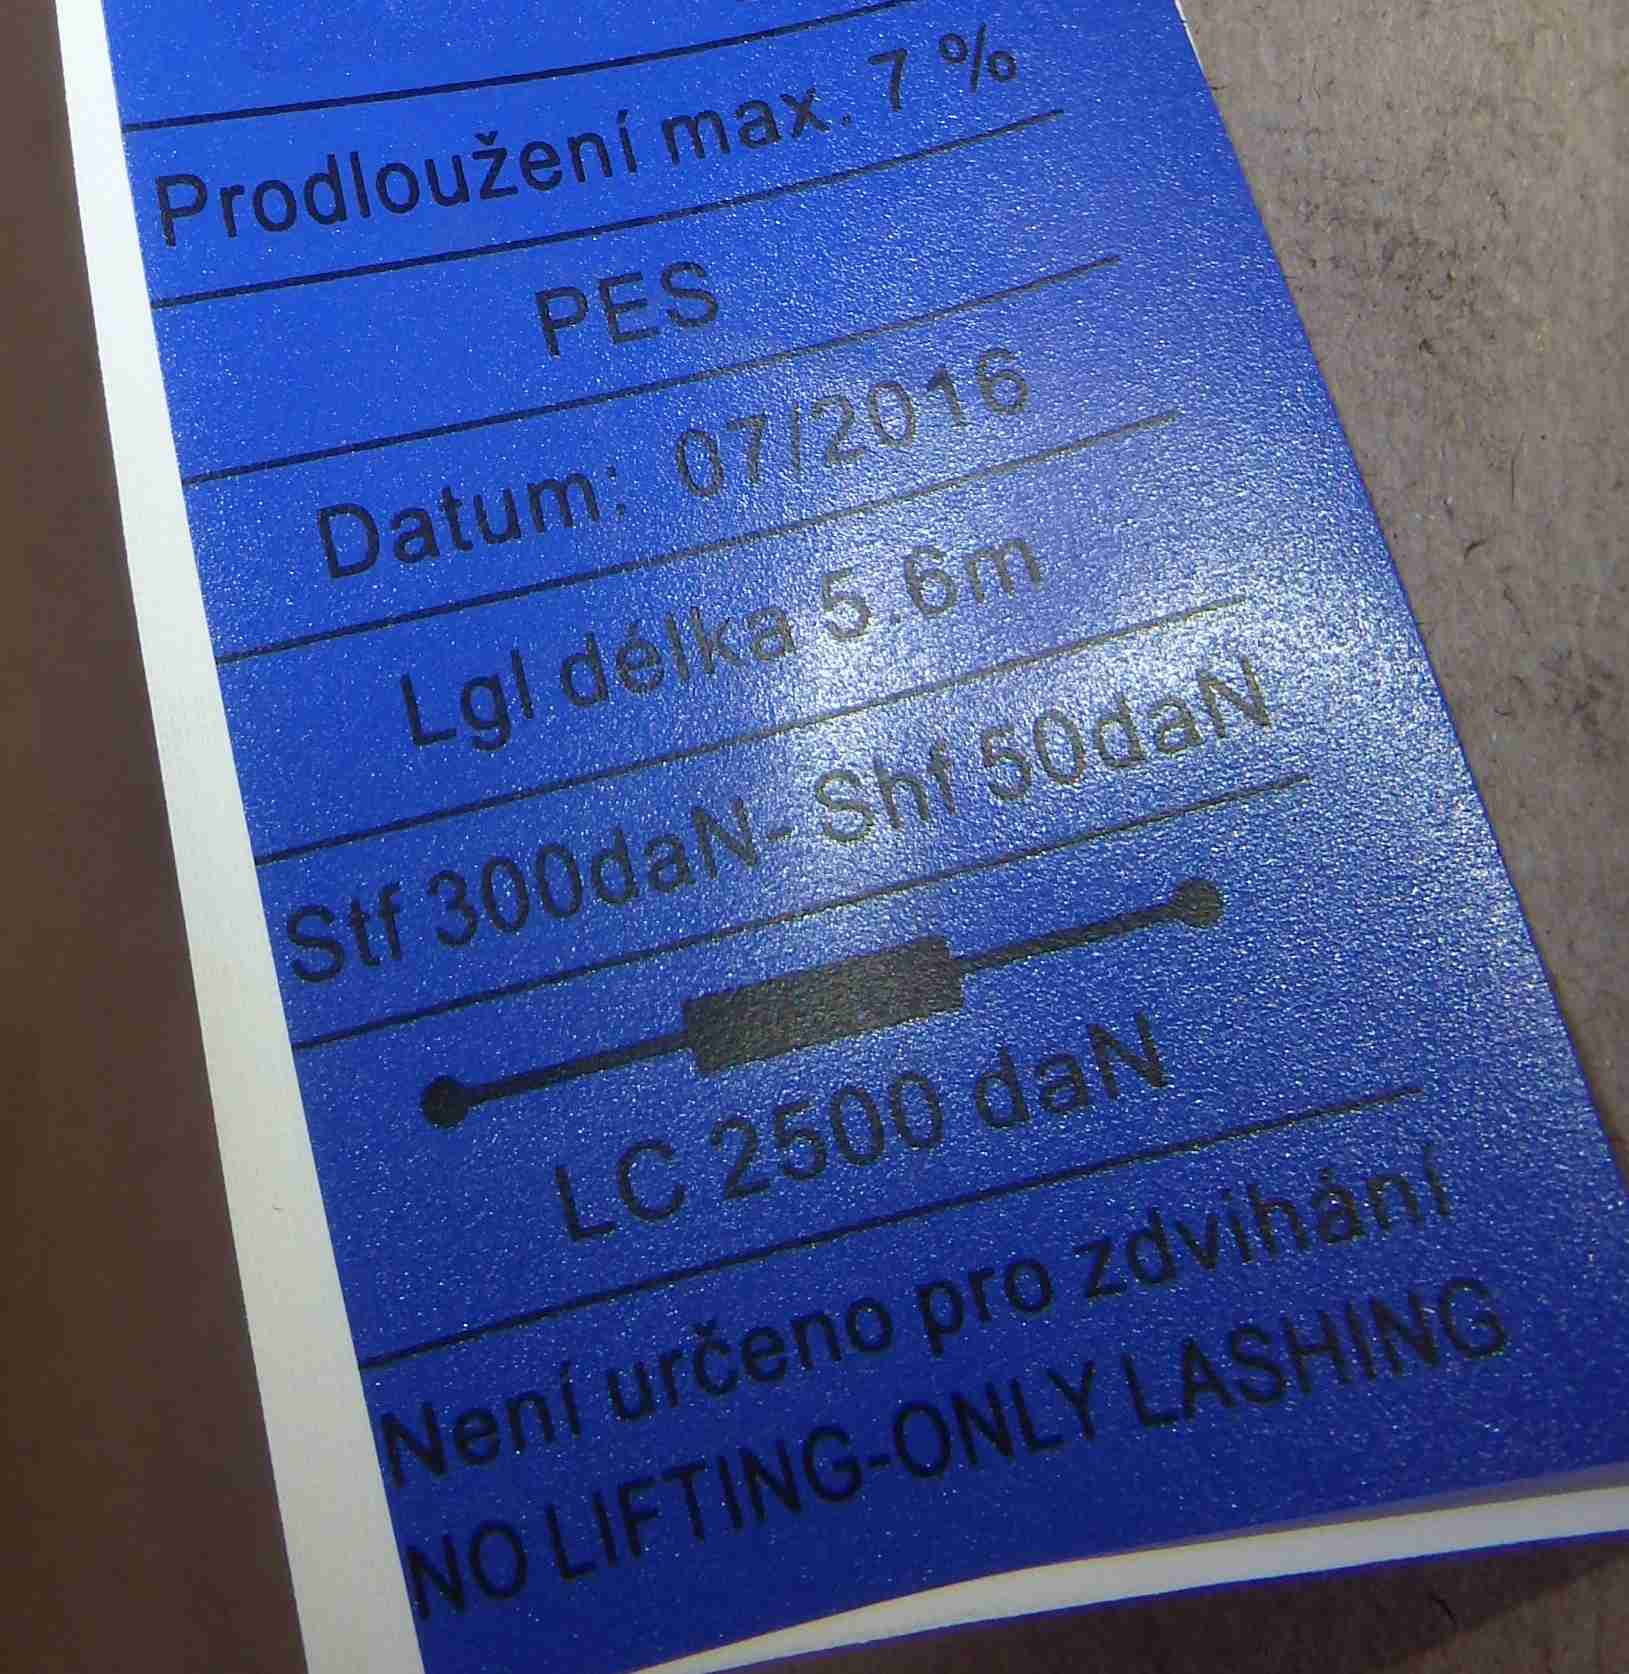 Prodloužení max. 7 %
PES
Datum: 07/2016
Lgl délka 5.6m
Stf 300daN- Shf 50daN
LC 2500 daN
Není určeno pro zdvihání
NO LIFTING-ONLY LASHING